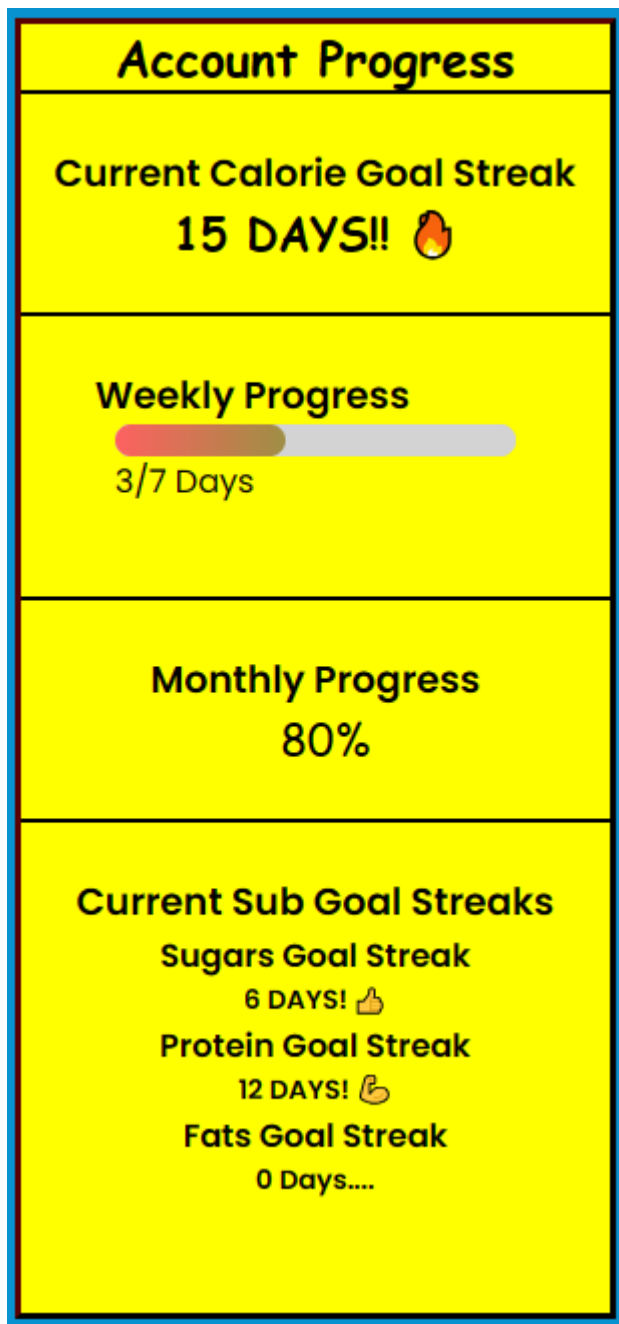 Account Progress
Current Calorie Goal Streak
15 DAYS!! 🔥
Weekly Progress
3/7 Days
Monthly Progress
80%
Current Sub Goal Streaks
Sugars Goal Streak
6 DAYS! 👍
Protein Goal Streak
12 DAYS! 💪
Fats Goal Streak
0 Days....